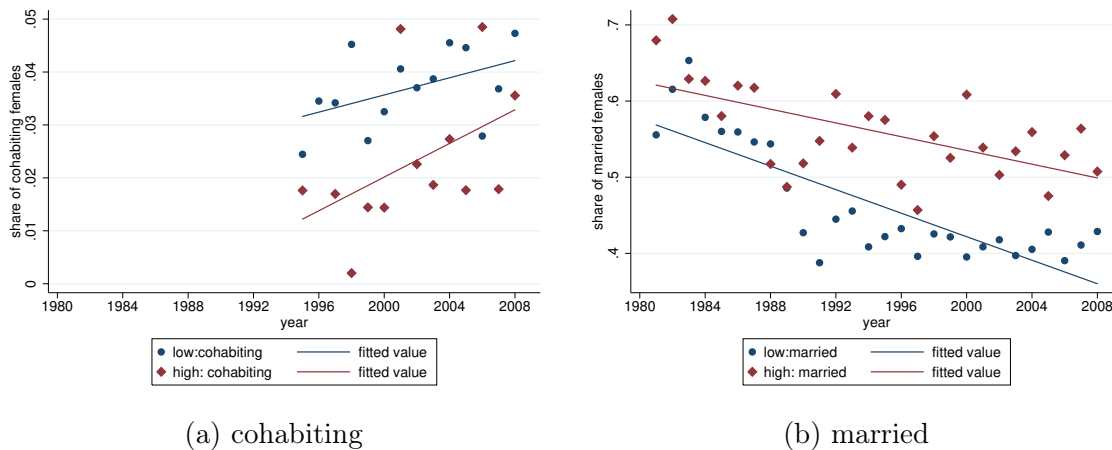 share of cohabiting females
.05
.04
.03
.02
.01
0
1980 1984 1988 1992 1996 2000 2004 2008
year
low:cohabiting fitted value
high: cohabiting fitted value
(a) cohabiting
share of married females
.7
.6
.5
.4
1980 1984 1988 1992 1996 2000 2004 2008
year
low:married fitted value
high: married fitted value
(b) married